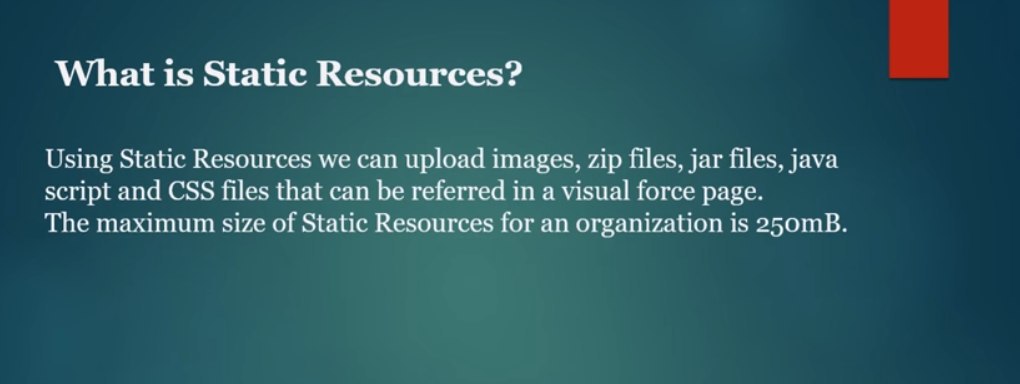 What is Static Resources?
Using Static Resources we can upload images, zip files, jar files, java
script and CSS files that can be referred in a visual force page.
The maximum size of Static Resources for an organization is 250mB.